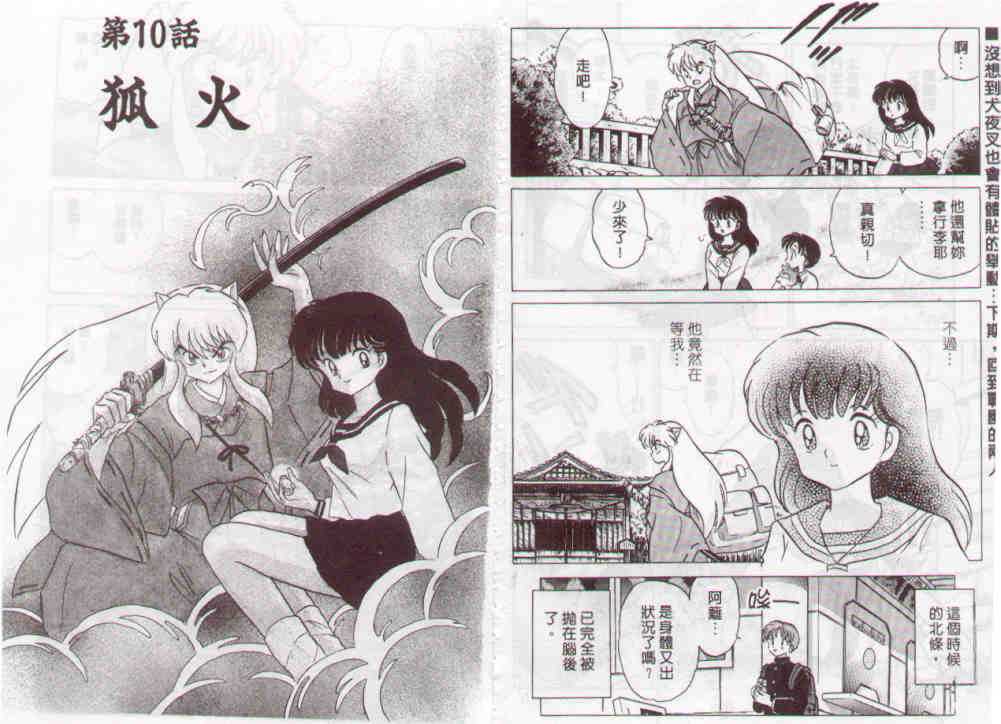 第10話
狐火
啊…
走吧!
他還幫妳
拿行李耶
……
真親切!
少來了!
不過…
他竟然在
等我…
這個時候
的北條,
阿籬…
是身體又出
狀況了嗎?
已完全被
拋在腦後
了。
■沒想到犬夜叉也會有體貼的舉動…下期,回到戰國的兩人